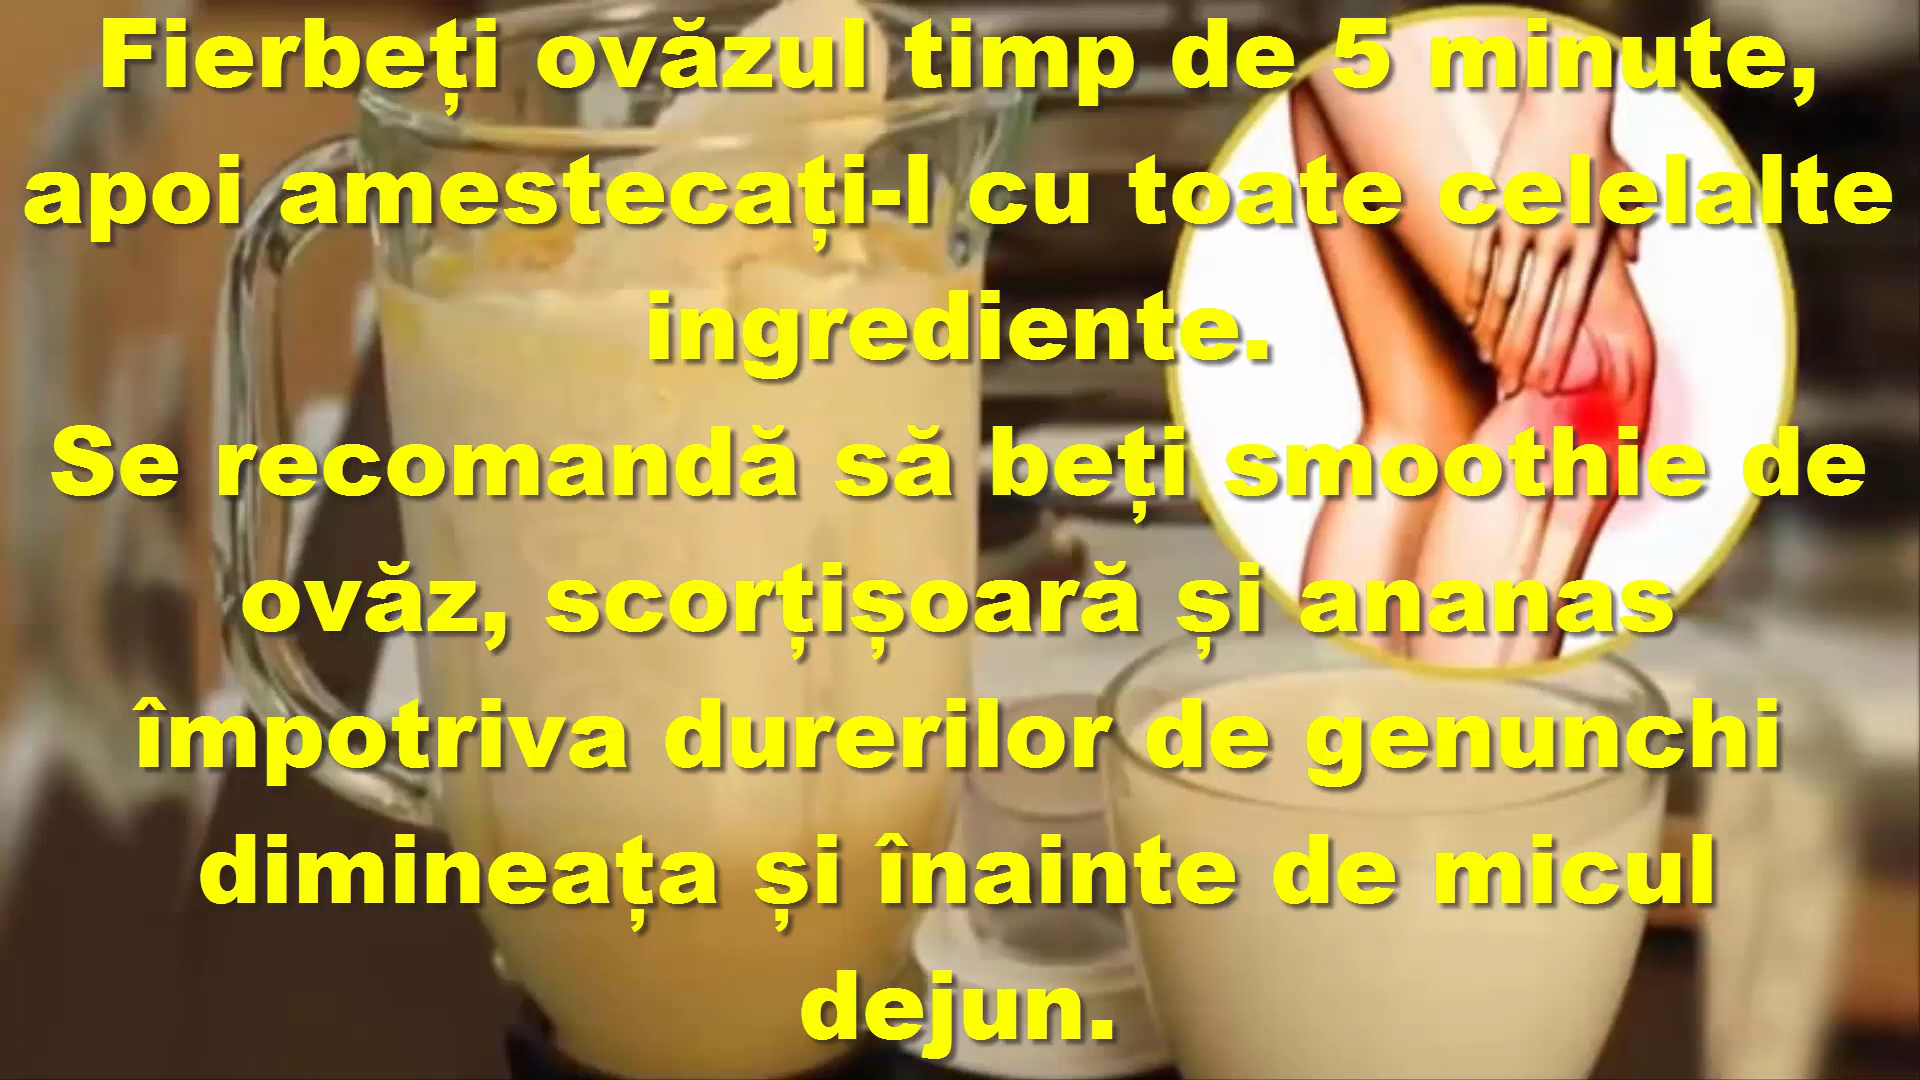 Fierbeți ovăzul timp de 5 minute,
apoi amestecați-l cu toate celelalte
ingrediente.
Se recomandă să beți smoothie de
ovăz, scorțișoară și ananas
împotriva durerilor de genunchi
dimineața și înainte de micul
dejun.